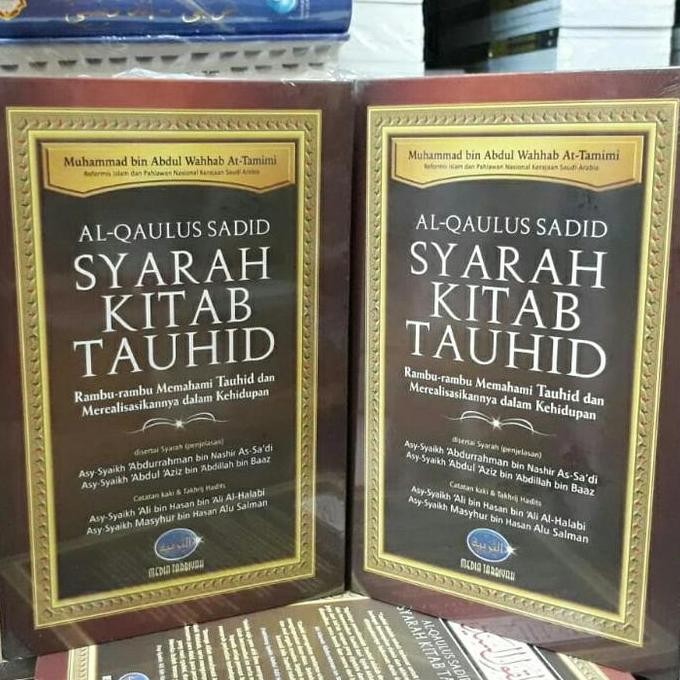 Muhammad bin Abdul Wahhab At-Tamimi
Reformis Islam dan Pahlawan Nasional Kerajaan Saudi Arabia
AL-QAULUS SADID
SYARAH
KITAB
TAUHID
Rambu-rambu Memahami Tauhid dan
Merealisasikannya dalam Kehidupan
disertai Syarah (penjelasan)
Asy-Syaikh 'Abdurrahman bin Nashir As-Sa'di
Asy-Syaikh 'Abdul 'Aziz bin 'Abdillah bin Baaz
Catatan kaki & Takhrij Hadits
Asy-Syaikh 'Ali bin Hasan bin 'Ali Al-Halabi
Asy-Syaikh Masyhur bin Hasan Alu Salman
التربية
MEDIA TARBIYAH
Muhammad bin Abdul Wahhab At-Tamimi
Reformis Islam dan Pahlawan Nasional Kerajaan Saudi Arabia
AL-QAULUS SADID
SYARAH
KITAB
TAUHID
Rambu-rambu Memahami Tauhid dan
Merealisasikannya dalam Kehidupan
disertai Syarah (penjelasan)
Asy-Syaikh 'Abdurrahman bin Nashir As-Sa'di
Asy-Syaikh 'Abdul 'Aziz bin 'Abdillah bin Baaz
Catatan kaki & Takhrij Hadits
Asy-Syaikh 'Ali bin Hasan bin 'Ali Al-Halabi
Asy-Syaikh Masyhur bin Hasan Alu Salman
التربية
MEDIA TARBIYAH
AL-QAULUS SADID
SYARAH KITAB